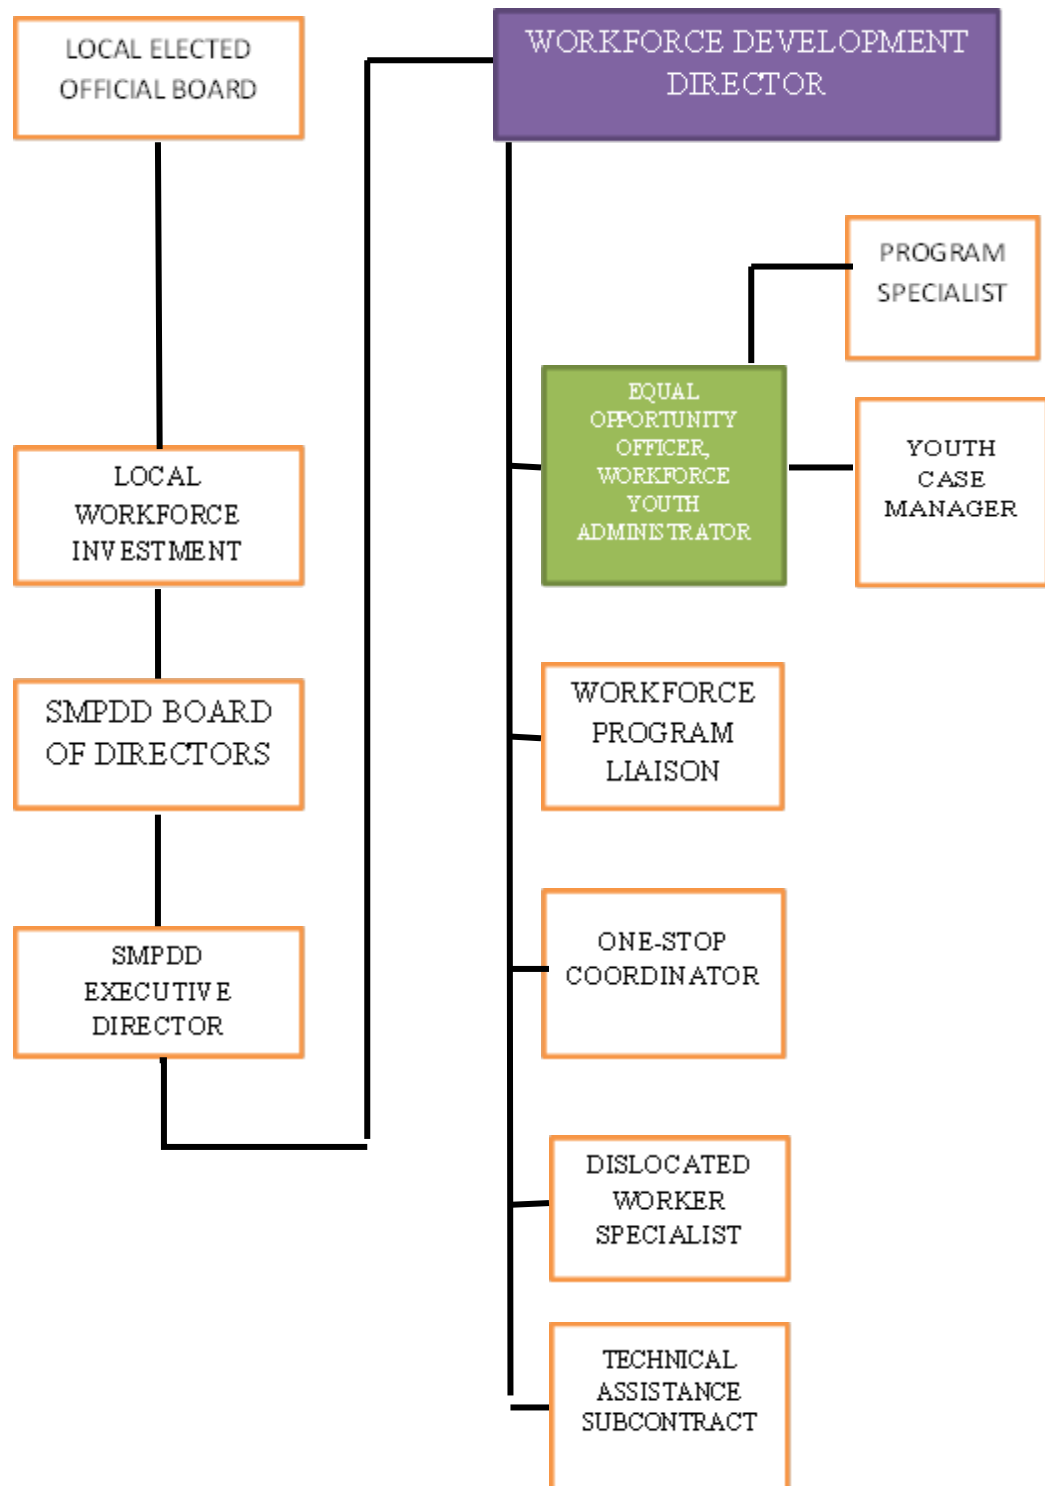 LOCAL ELECTED
OFFICIAL BOARD
WORKFORCE DEVELOPMENT
DIRECTOR
PROGRAM
SPECIALIST
EQUAL
OPPORTUNITY
OFFICER,
WORKFORCE
YOUTH
ADMINISTRATOR
YOUTH
CASE
MANAGER
LOCAL
WORKFORCE
INVESTMENT
SMPDD BOARD
OF DIRECTORS
WORKFORCE
PROGRAM
LIAISON
SMPDD
EXECUTIVE
DIRECTOR
ONE-STOP
COORDINATOR
DISLOCATED
WORKER
SPECIALIST
TECHNICAL
ASSISTANCE
SUBCONTRACT